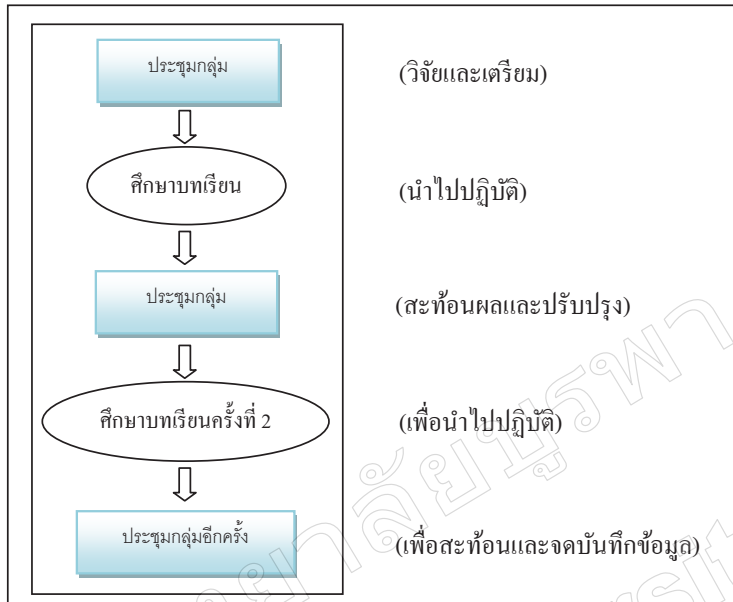 ประชุมกลุ่ม (วิจัยและเตรียม)
ศึกษาบทเรียน (นำไปปฏิบัติ)
ประชุมกลุ่ม (สะท้อนผลและปรับปรุง)
ศึกษาบทเรียนครั้งที่ 2 (เพื่อนำไปปฏิบัติ)
ประชุมกลุ่มอีกครั้ง (เพื่อสะท้อนและจดบันทึกข้อมูล)